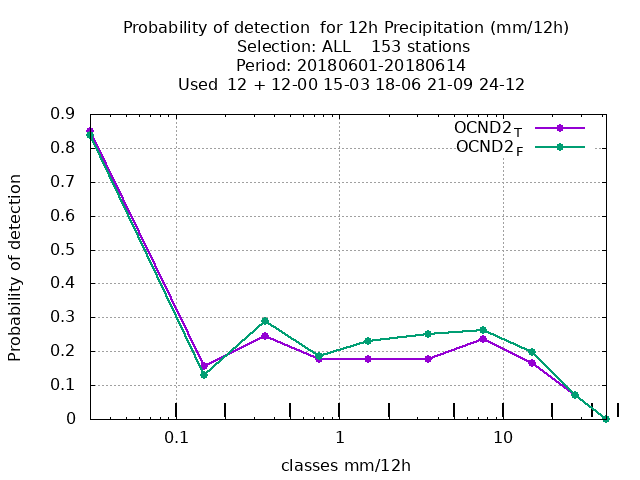 Probability of detection  for 12h Precipitation (mm/12h)
Selection: ALL    153 stations
Period: 20180601-20180614
Used  12 + 12-00 15-03 18-06 21-09 24-12
OCND2T
OCND2F
0.9
0.8
0.7
0.6
0.5
0.4
0.3
0.2
0.1
0
Probability of detection
0.1 1 10
classes mm/12h